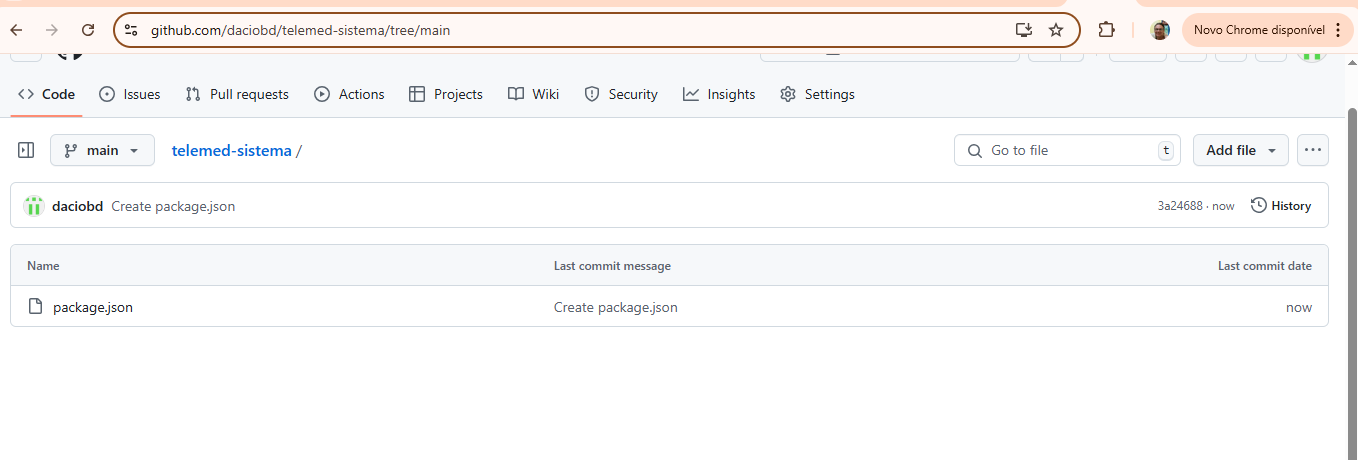 github.com/daciobd/telemed-sistema/tree/main
Novo Chrome disponível
Code Issues Pull requests Actions Projects Wiki Security Insights Settings
main telemed-sistema / Go to file t Add file
daciobd Create package.json 3a24688 · now History
Name Last commit message Last commit date
package.json Create package.json now